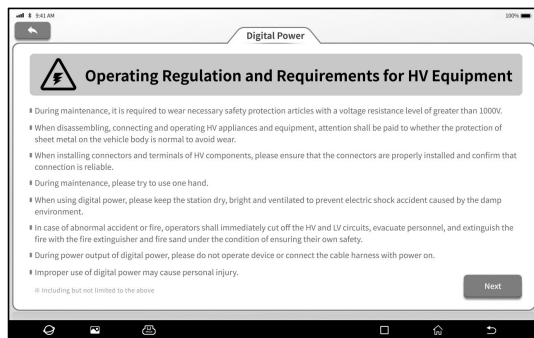 9:41 AM
100%
Digital Power
Operating Regulation and Requirements for HV Equipment
During maintenance, it is required to wear necessary safety protection articles with a voltage resistance level of greater than 1000V.
When disassembling, connecting and operating HV appliances and equipment, attention shall be paid to whether the protection of
sheet metal on the vehicle body is normal to avoid wear.
When installing connectors and terminals of HV components, please ensure that the connectors are properly installed and confirm that
connection is reliable.
During maintenance, please try to use one hand.
When using digital power, please keep the station dry, bright and ventilated to prevent electric shock accident caused by the damp
environment.
In case of abnormal accident or fire, operators shall immediately cut off the HV and LV circuits, evacuate personnel, and extinguish the
fire with the fire extinguisher and fire sand under the condition of ensuring their own safety.
During power output of digital power, please do not operate device or connect the cable harness with power on.
Improper use of digital power may cause personal injury.
※ Including but not limited to the above
Next